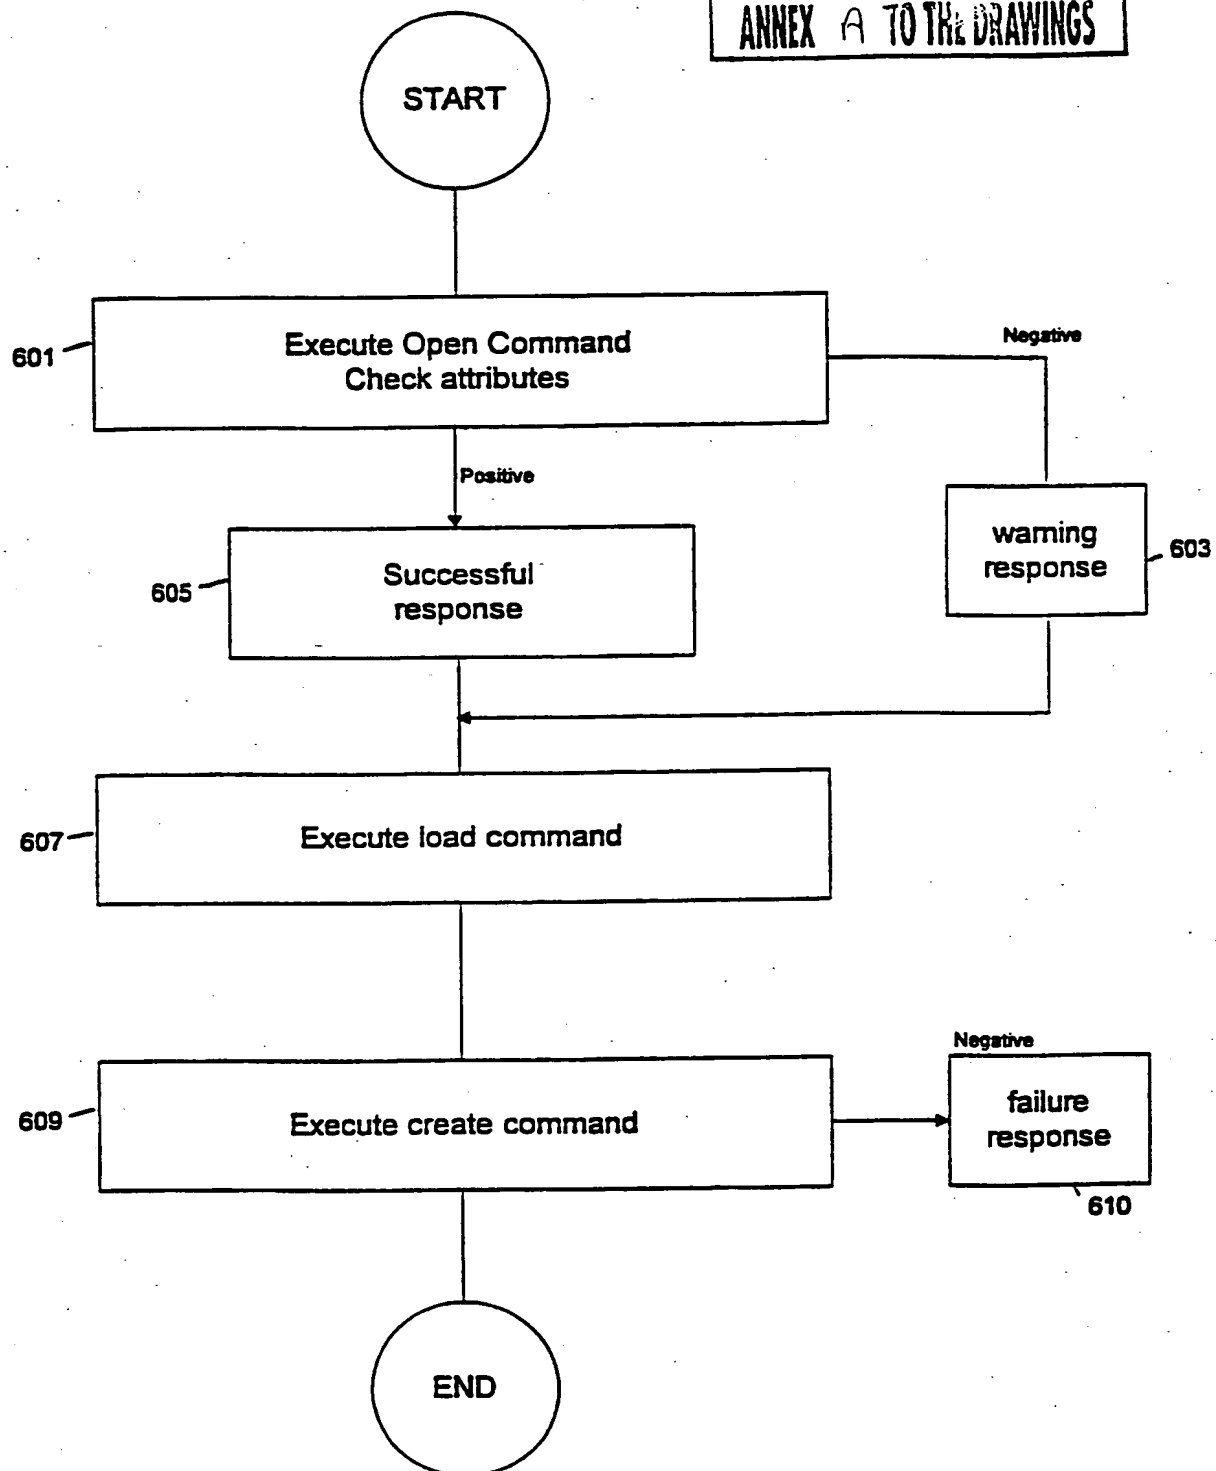 ANNEX A TO THE DRAWINGS
START
601
Execute Open Command
Check attributes
Negative
Positive
605
Successful
response
warning
response
603
607
Execute load command
609
Execute create command
Negative
failure
response
610
END